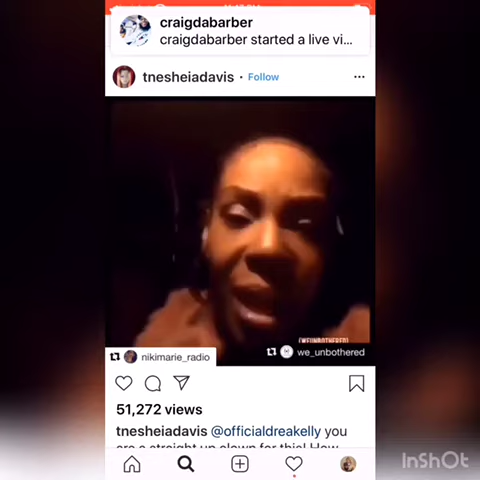 craigdabarber
craigdabarber started a live vi...
tnesheiadavis • Follow
(WEUNBOTHERED)
nikimarie_radio
we_unbothered
51,272 views
tnesheiadavis @officialdreakelly you
are a straight up clown for this! How
InShOt